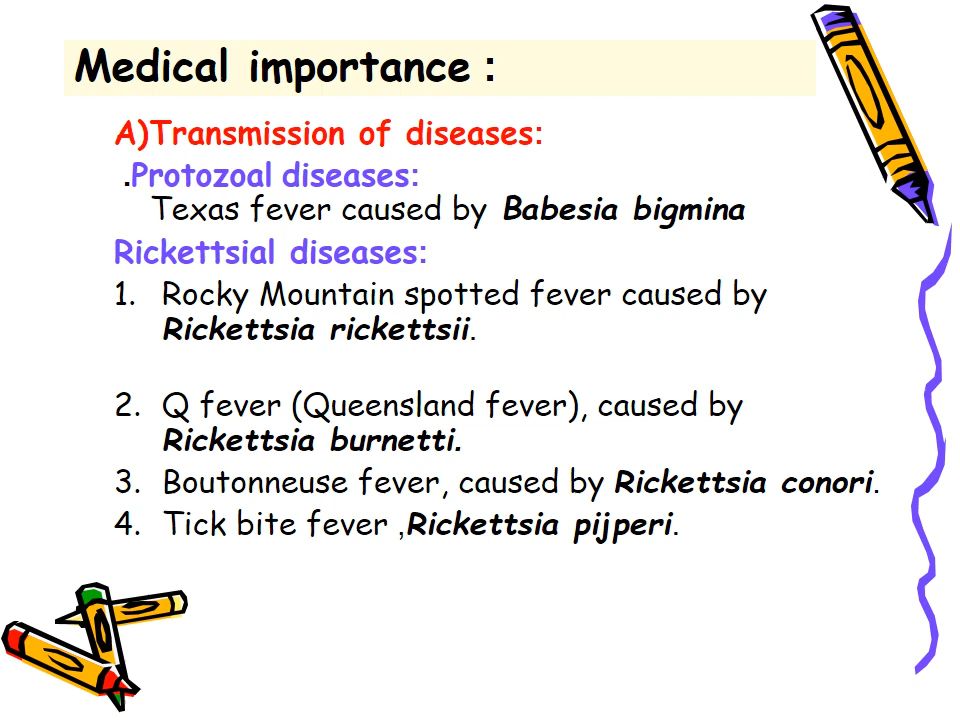 Medical importance :
A)Transmission of diseases:
.Protozoal diseases:
Texas fever caused by Babesia bigmina
Rickettsial diseases:
1. Rocky Mountain spotted fever caused by
Rickettsia rickettsii.
2. Q fever (Queensland fever), caused by
Rickettsia burnetti.
3. Boutonneuse fever, caused by Rickettsia conori.
4. Tick bite fever ,Rickettsia pijperi.